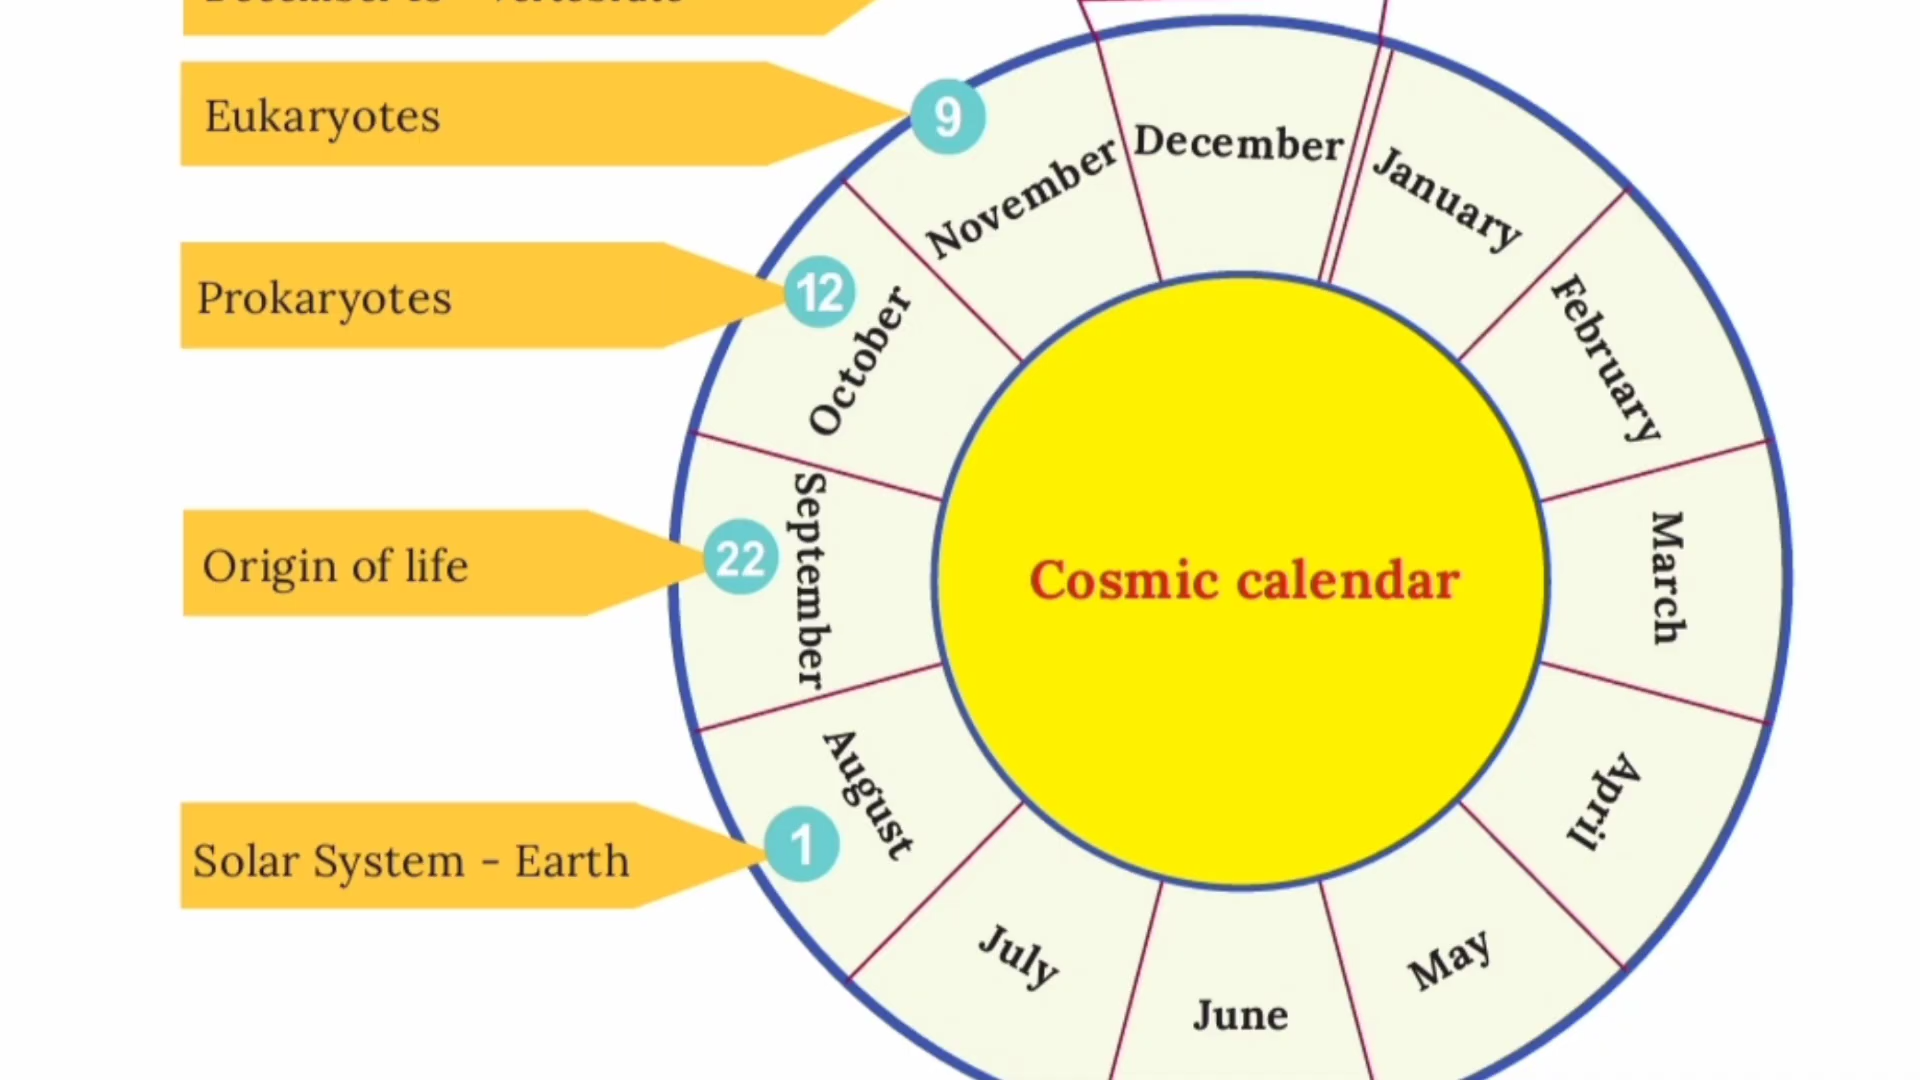 Eukaryotes
9
Prokaryotes
12
Origin of life
22
Solar System - Earth
1
December
January
February
March
April
May
June
July
August
September
October
November
Cosmic calendar